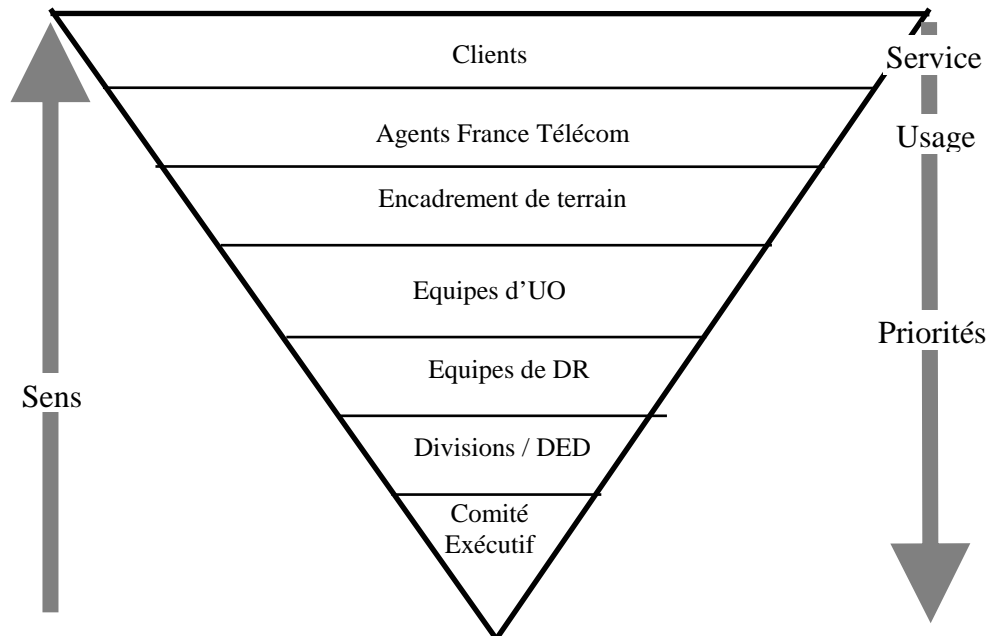 Clients
Service
Agents France Télécom
Usage
Encadrement de terrain
Equipes d’UO
Priorités
Equipes de DR
Sens
Divisions / DED
Comité
Exécutif